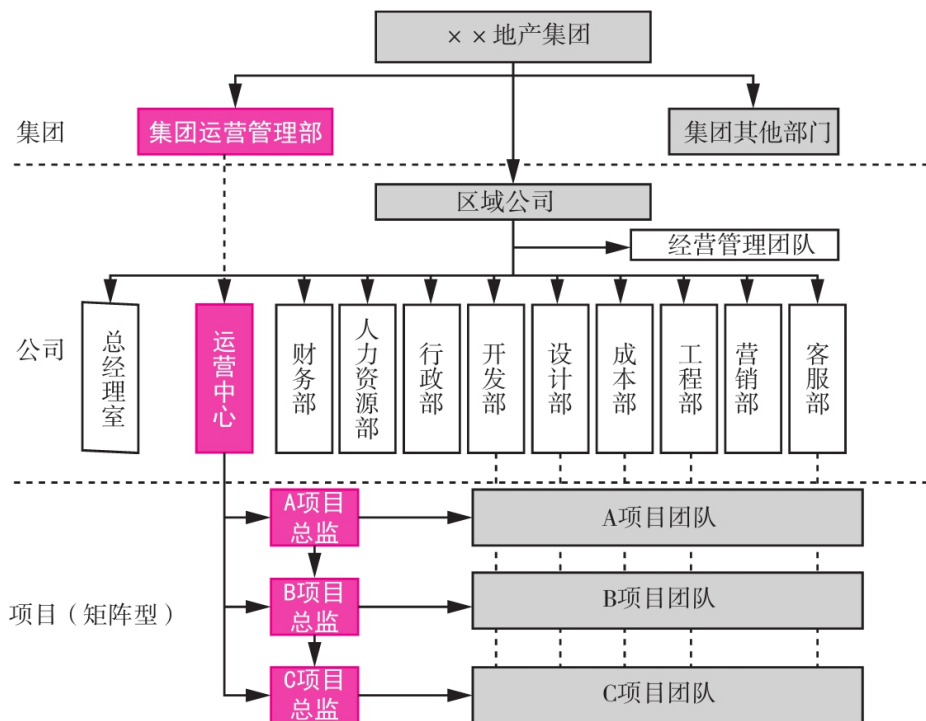 ××地产集团
集团
集团运营管理部
集团其他部门
区域公司
经营管理团队
公司
总经理室
运营中心
财务部
人力资源部
行政部
开发部
设计部
成本部
工程部
营销部
客服部
项目（矩阵型）
A项目
总监
A项目团队
B项目
总监
B项目团队
C项目
总监
C项目团队